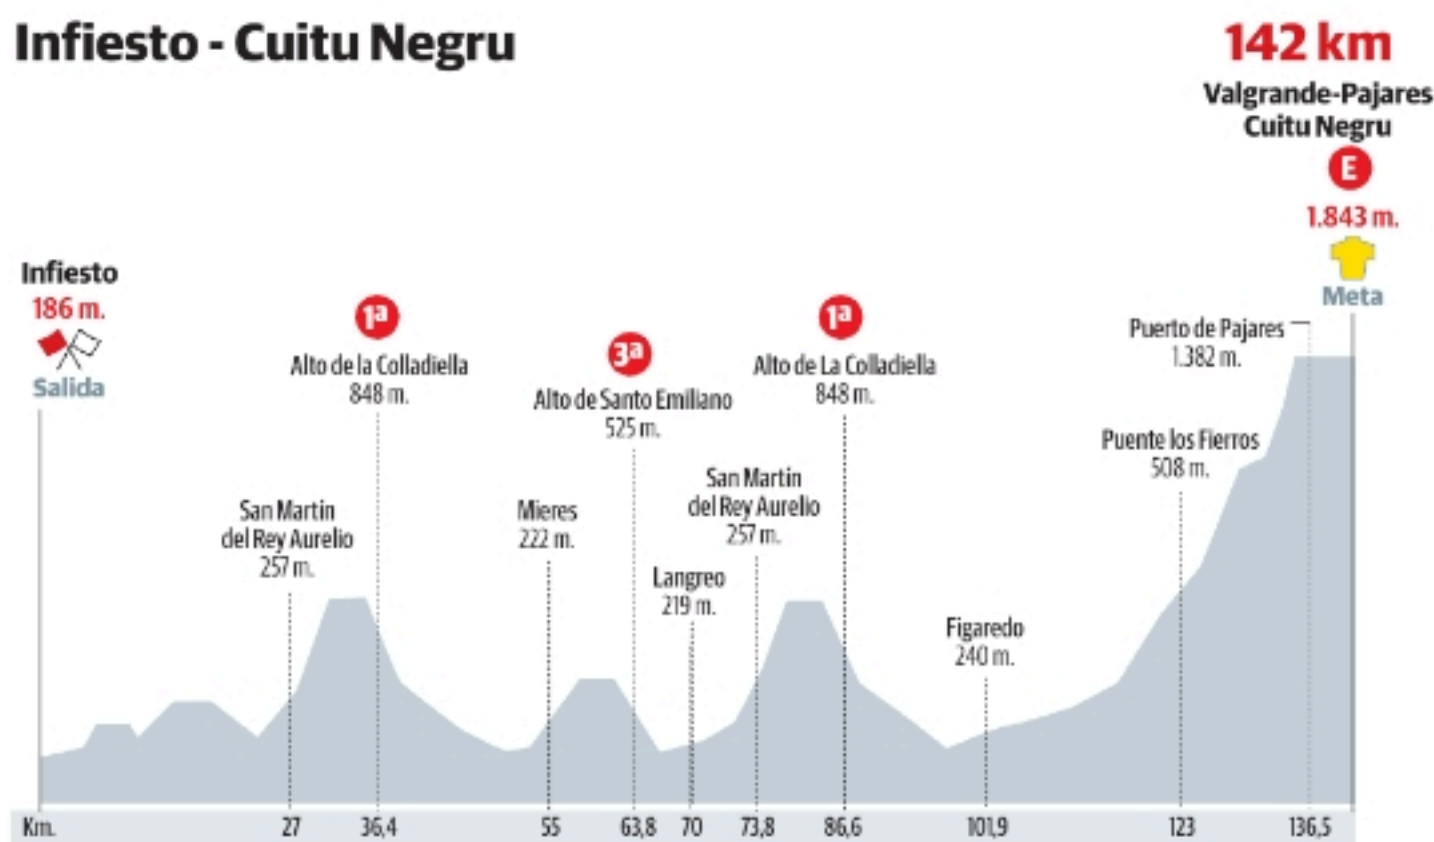 Infiesto - Cuitu Negru
142 km
Valgrande-Pajares
Cuitu Negru
E
1.843 m.
Meta
Infiesto
186 m.
Salida
1ª
Alto de la Colladiella
848 m.
3ª
Alto de Santo Emiliano
525 m.
1ª
Alto de La Colladiella
848 m.
Puerto de Pajares
1.382 m.
Puente los Fierros
508 m.
San Martin
del Rey Aurelio
257 m.
Mieres
222 m.
San Martin
del Rey Aurelio
257 m.
Langreo
219 m.
Figaredo
240 m.
Km. 27 36,4 55 63,8 70 73,8 86,6 101,9 123 136,5